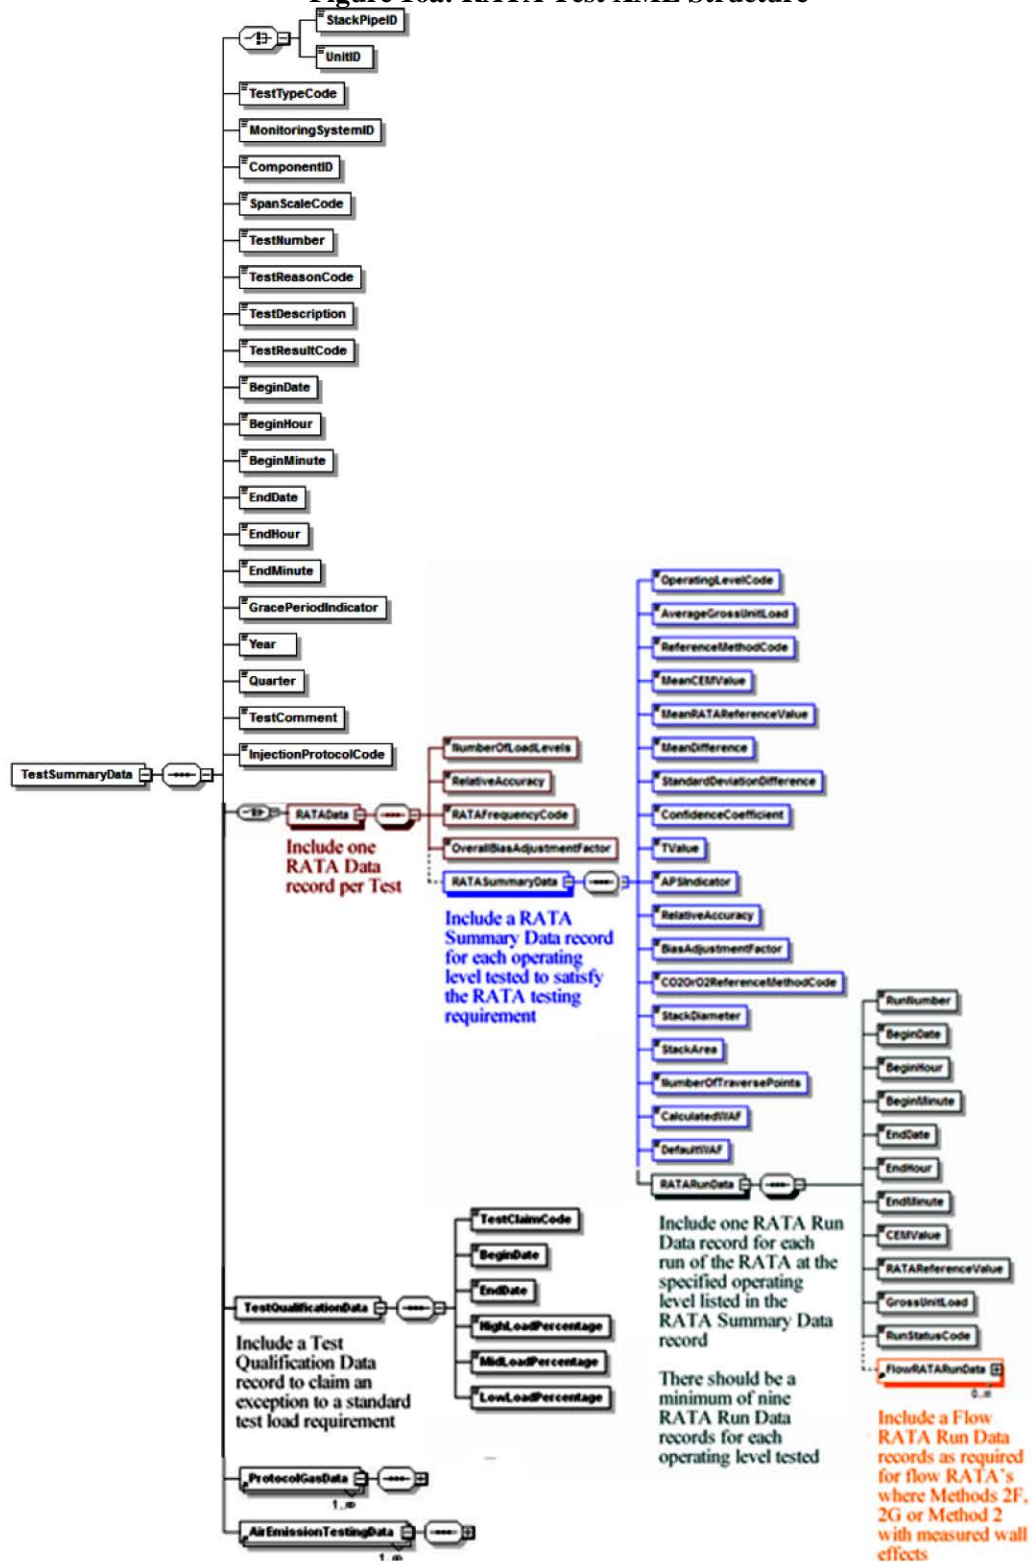 Figure 16a: RATA Test XML Structure
StackPipeID
UnitID
TestTypeCode
MonitoringSystemID
ComponentID
SpanScaleCode
TestNumber
TestReasonCode
TestDescription
TestResultCode
BeginDate
BeginHour
BeginMinute
EndDate
EndHour
EndMinute
GracePeriodIndicator
Year
Quarter
TestComment
InjectionProtocolCode
TestSummaryData
RATAData
Include one
RATA Data
record per Test
NumberOfLoadLevels
RelativeAccuracy
RATAFrequencyCode
OverallBiasAdjustmentFactor
RATASummaryData
Include a RATA
Summary Data record
for each operating
level tested to satisfy
the RATA testing
requirement
OperatingLevelCode
AverageGrossUnitLoad
ReferenceMethodCode
MeanCEMValue
MeanRATAReferenceValue
MeanDifference
StandardDeviationDifference
ConfidenceCoefficient
TValue
APSIndicator
RelativeAccuracy
BiasAdjustmentFactor
CO2OrO2ReferenceMethodCode
StackDiameter
StackArea
NumberOfTraversePoints
CalculatedWAF
DefaultWAF
RATARunData
Include one RATA Run
Data record for each
run of the RATA at the
specified operating
level listed in the
RATA Summary Data
record
There should be a
minimum of nine
RATA Run Data
records for each
operating level tested
RunNumber
BeginDate
BeginHour
BeginMinute
EndDate
EndHour
EndMinute
CEMValue
RATAReferenceValue
GrossUnitLoad
RunStatusCode
FlowRATARunData
0..∞
Include a Flow
RATA Run Data
records as required
for flow RATA's
where Methods 2F,
2G or Method 2
with measured wall
effects
TestQualificationData
Include a Test
Qualification Data
record to claim an
exception to a standard
test load requirement
TestClaimCode
BeginDate
EndDate
HighLoadPercentage
MidLoadPercentage
LowLoadPercentage
ProtocolGasData
1..∞
AirEmissionTestingData
1..∞